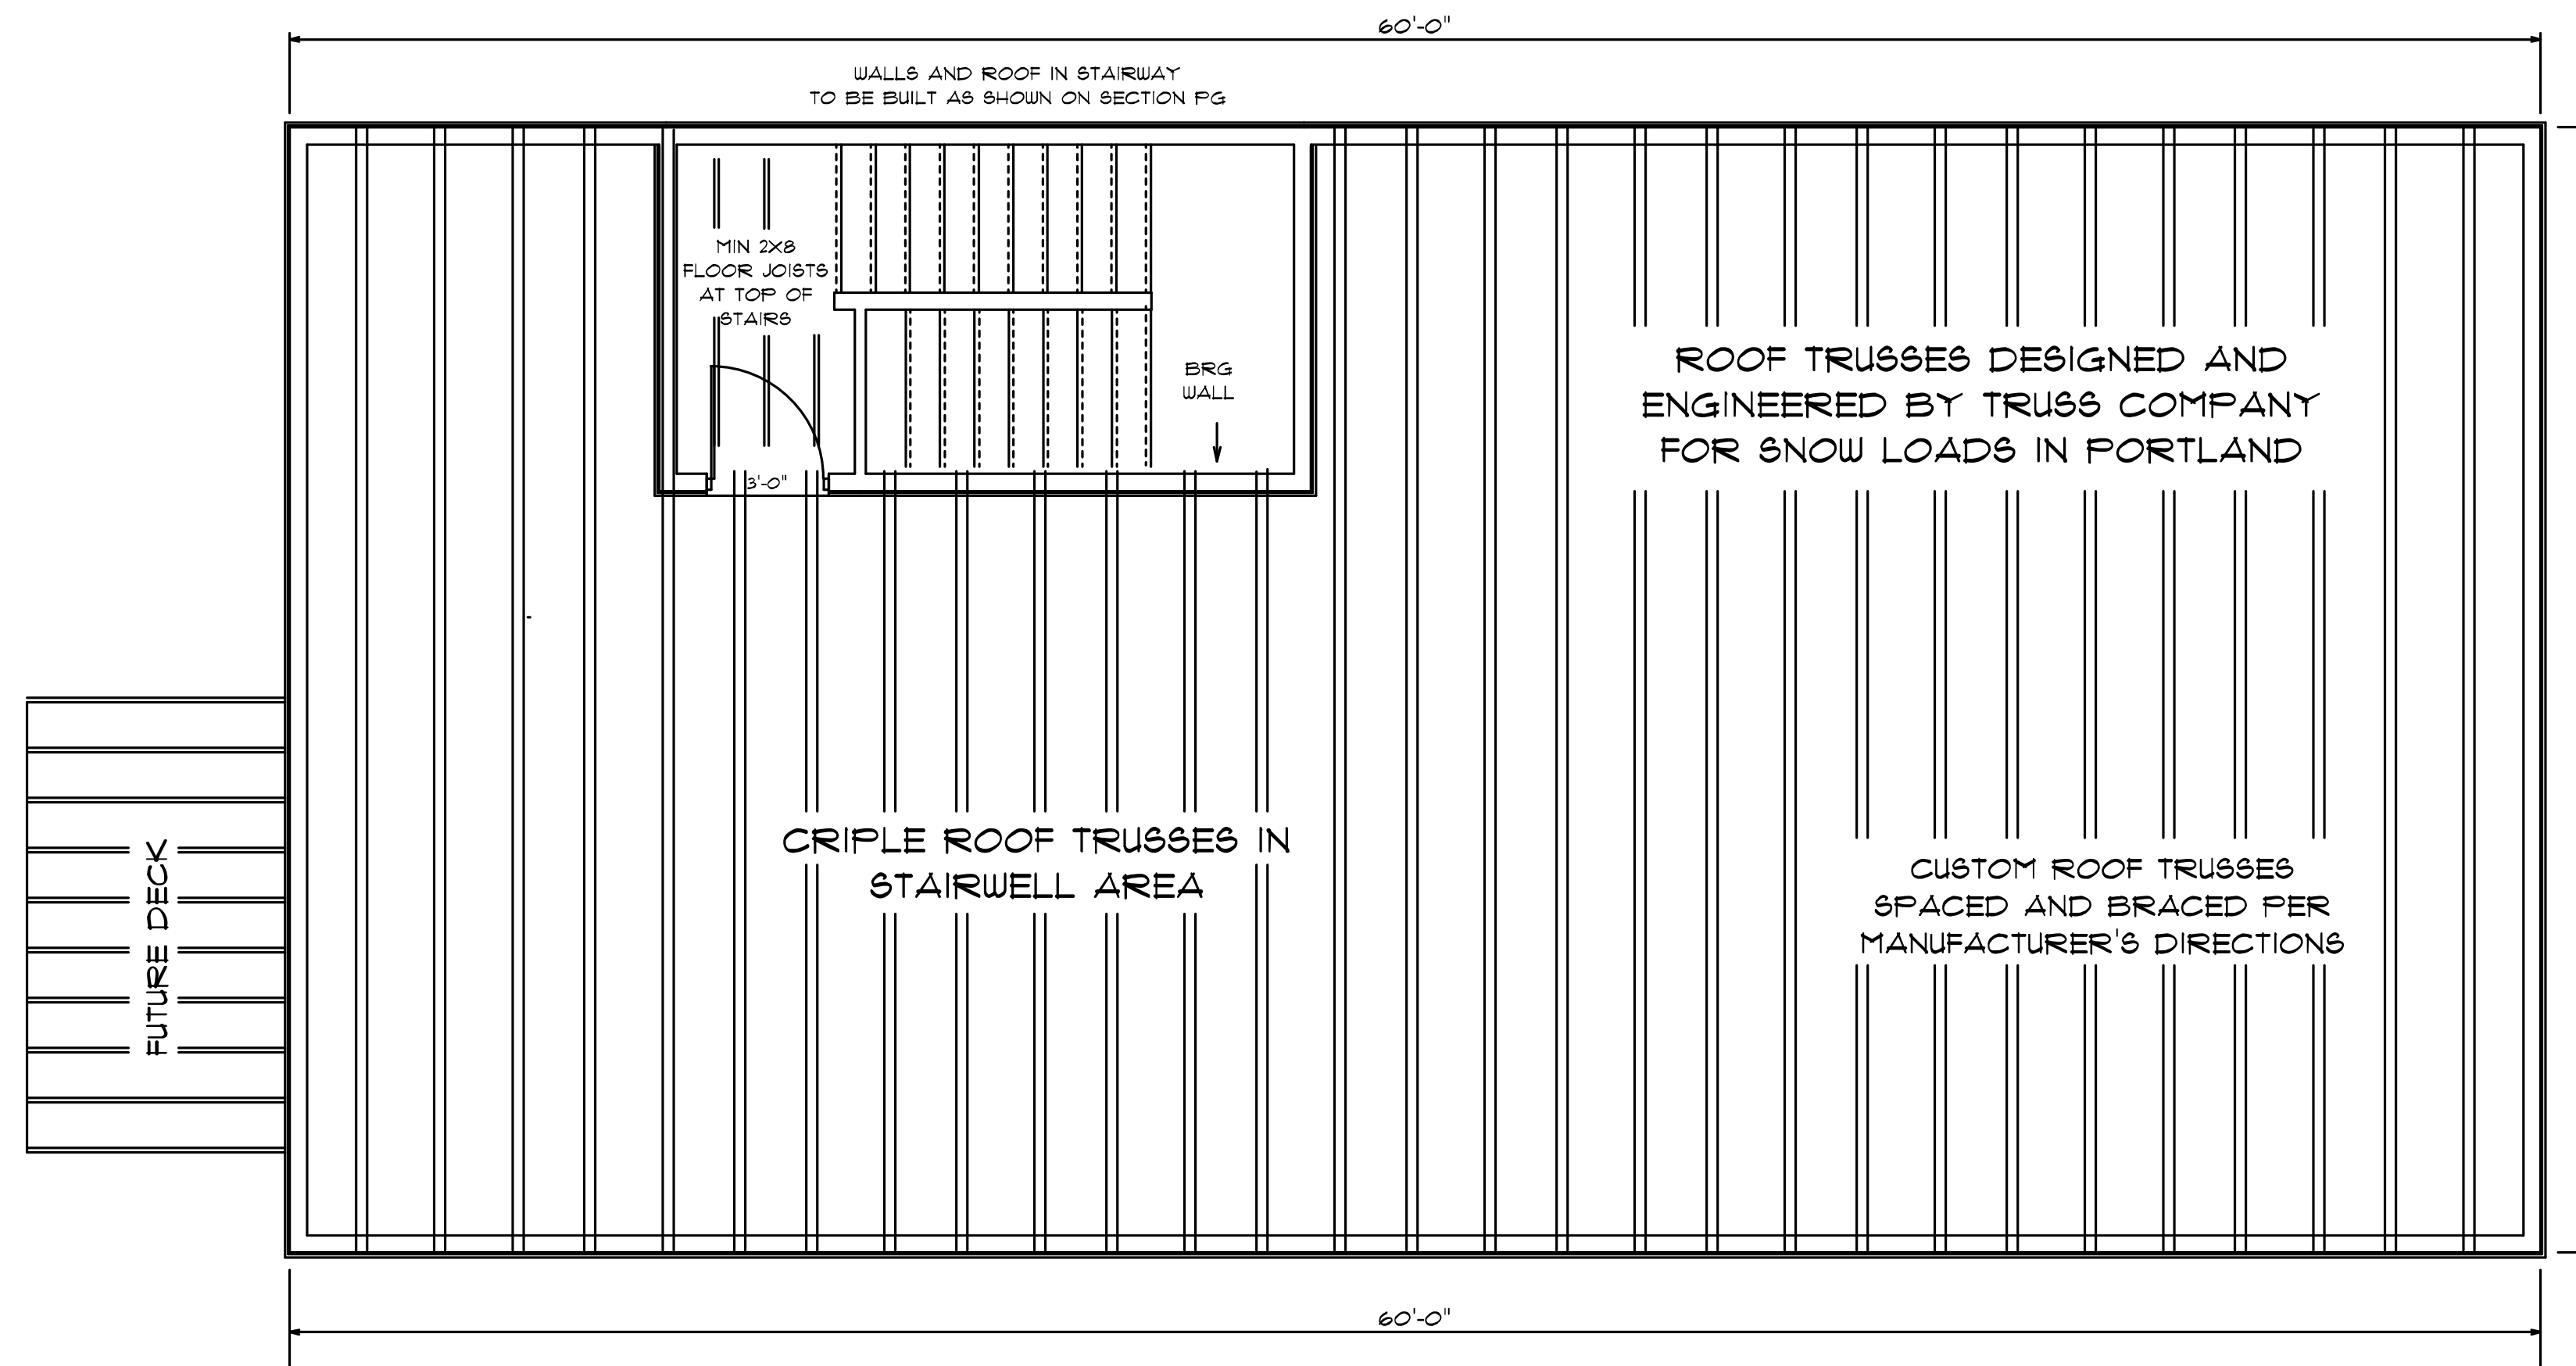 60'-0"
WALLS AND ROOF IN STAIRWAY
TO BE BUILT AS SHOWN ON SECTION PG
MIN 2X8
FLOOR JOISTS
AT TOP OF
STAIRS
BRG
WALL
3'-0"
ROOF TRUSSES DESIGNED AND
ENGINEERED BY TRUSS COMPANY
FOR SNOW LOADS IN PORTLAND
CRIPLE ROOF TRUSSES IN
STAIRWELL AREA
CUSTOM ROOF TRUSSES
SPACED AND BRACED PER
MANUFACTURER'S DIRECTIONS
FUTURE DECK
60'-0"